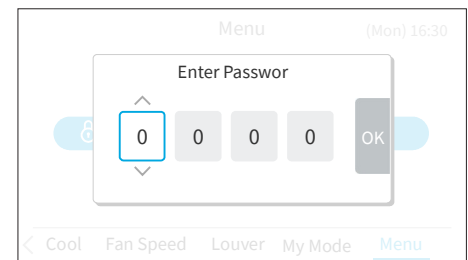 Menu (Mon) 16:30
Enter Passwor
0 0 0 0 OK
Cool Fan Speed Louver My Mode Menu